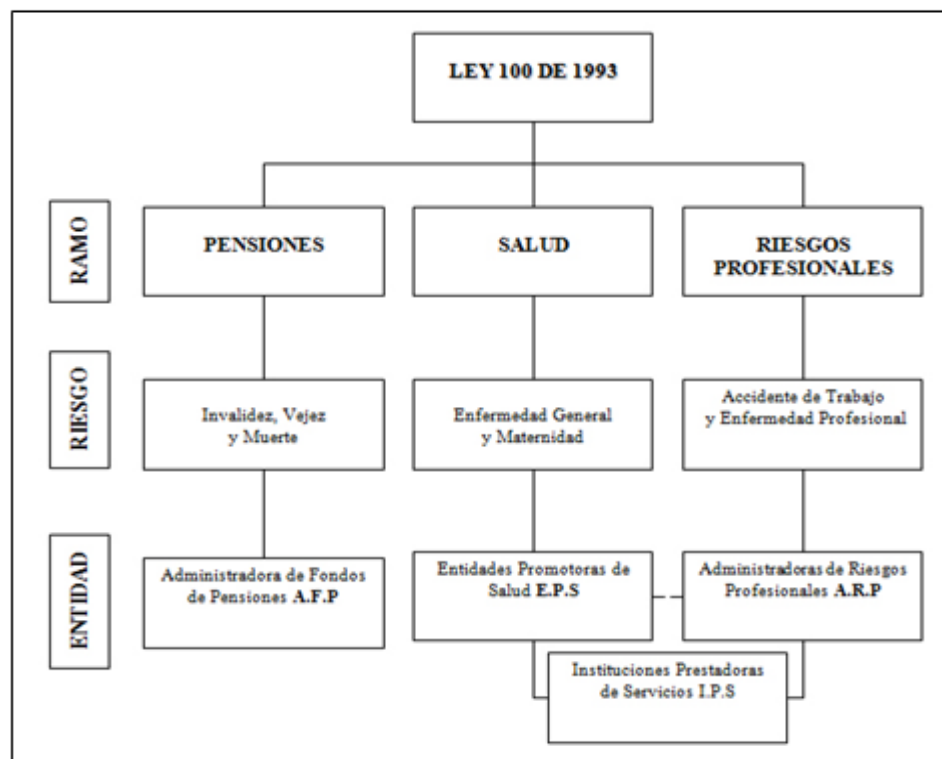 LEY 100 DE 1993
RAMO
PENSIONES
SALUD
RIESGOS
PROFESIONALES
RIESGO
Invalidez, Vejez
y Muerte
Enfermedad General
y Maternidad
Accidente de Trabajo
y Enfermedad Profesional
ENTIDAD
Administradora de Fondos
de Pensiones A.F.P
Entidades Promotoras de
Salud E.P.S
Administradoras de Riesgos
Profesionales A.R.P
Instituciones Prestadoras
de Servicios I.P.S